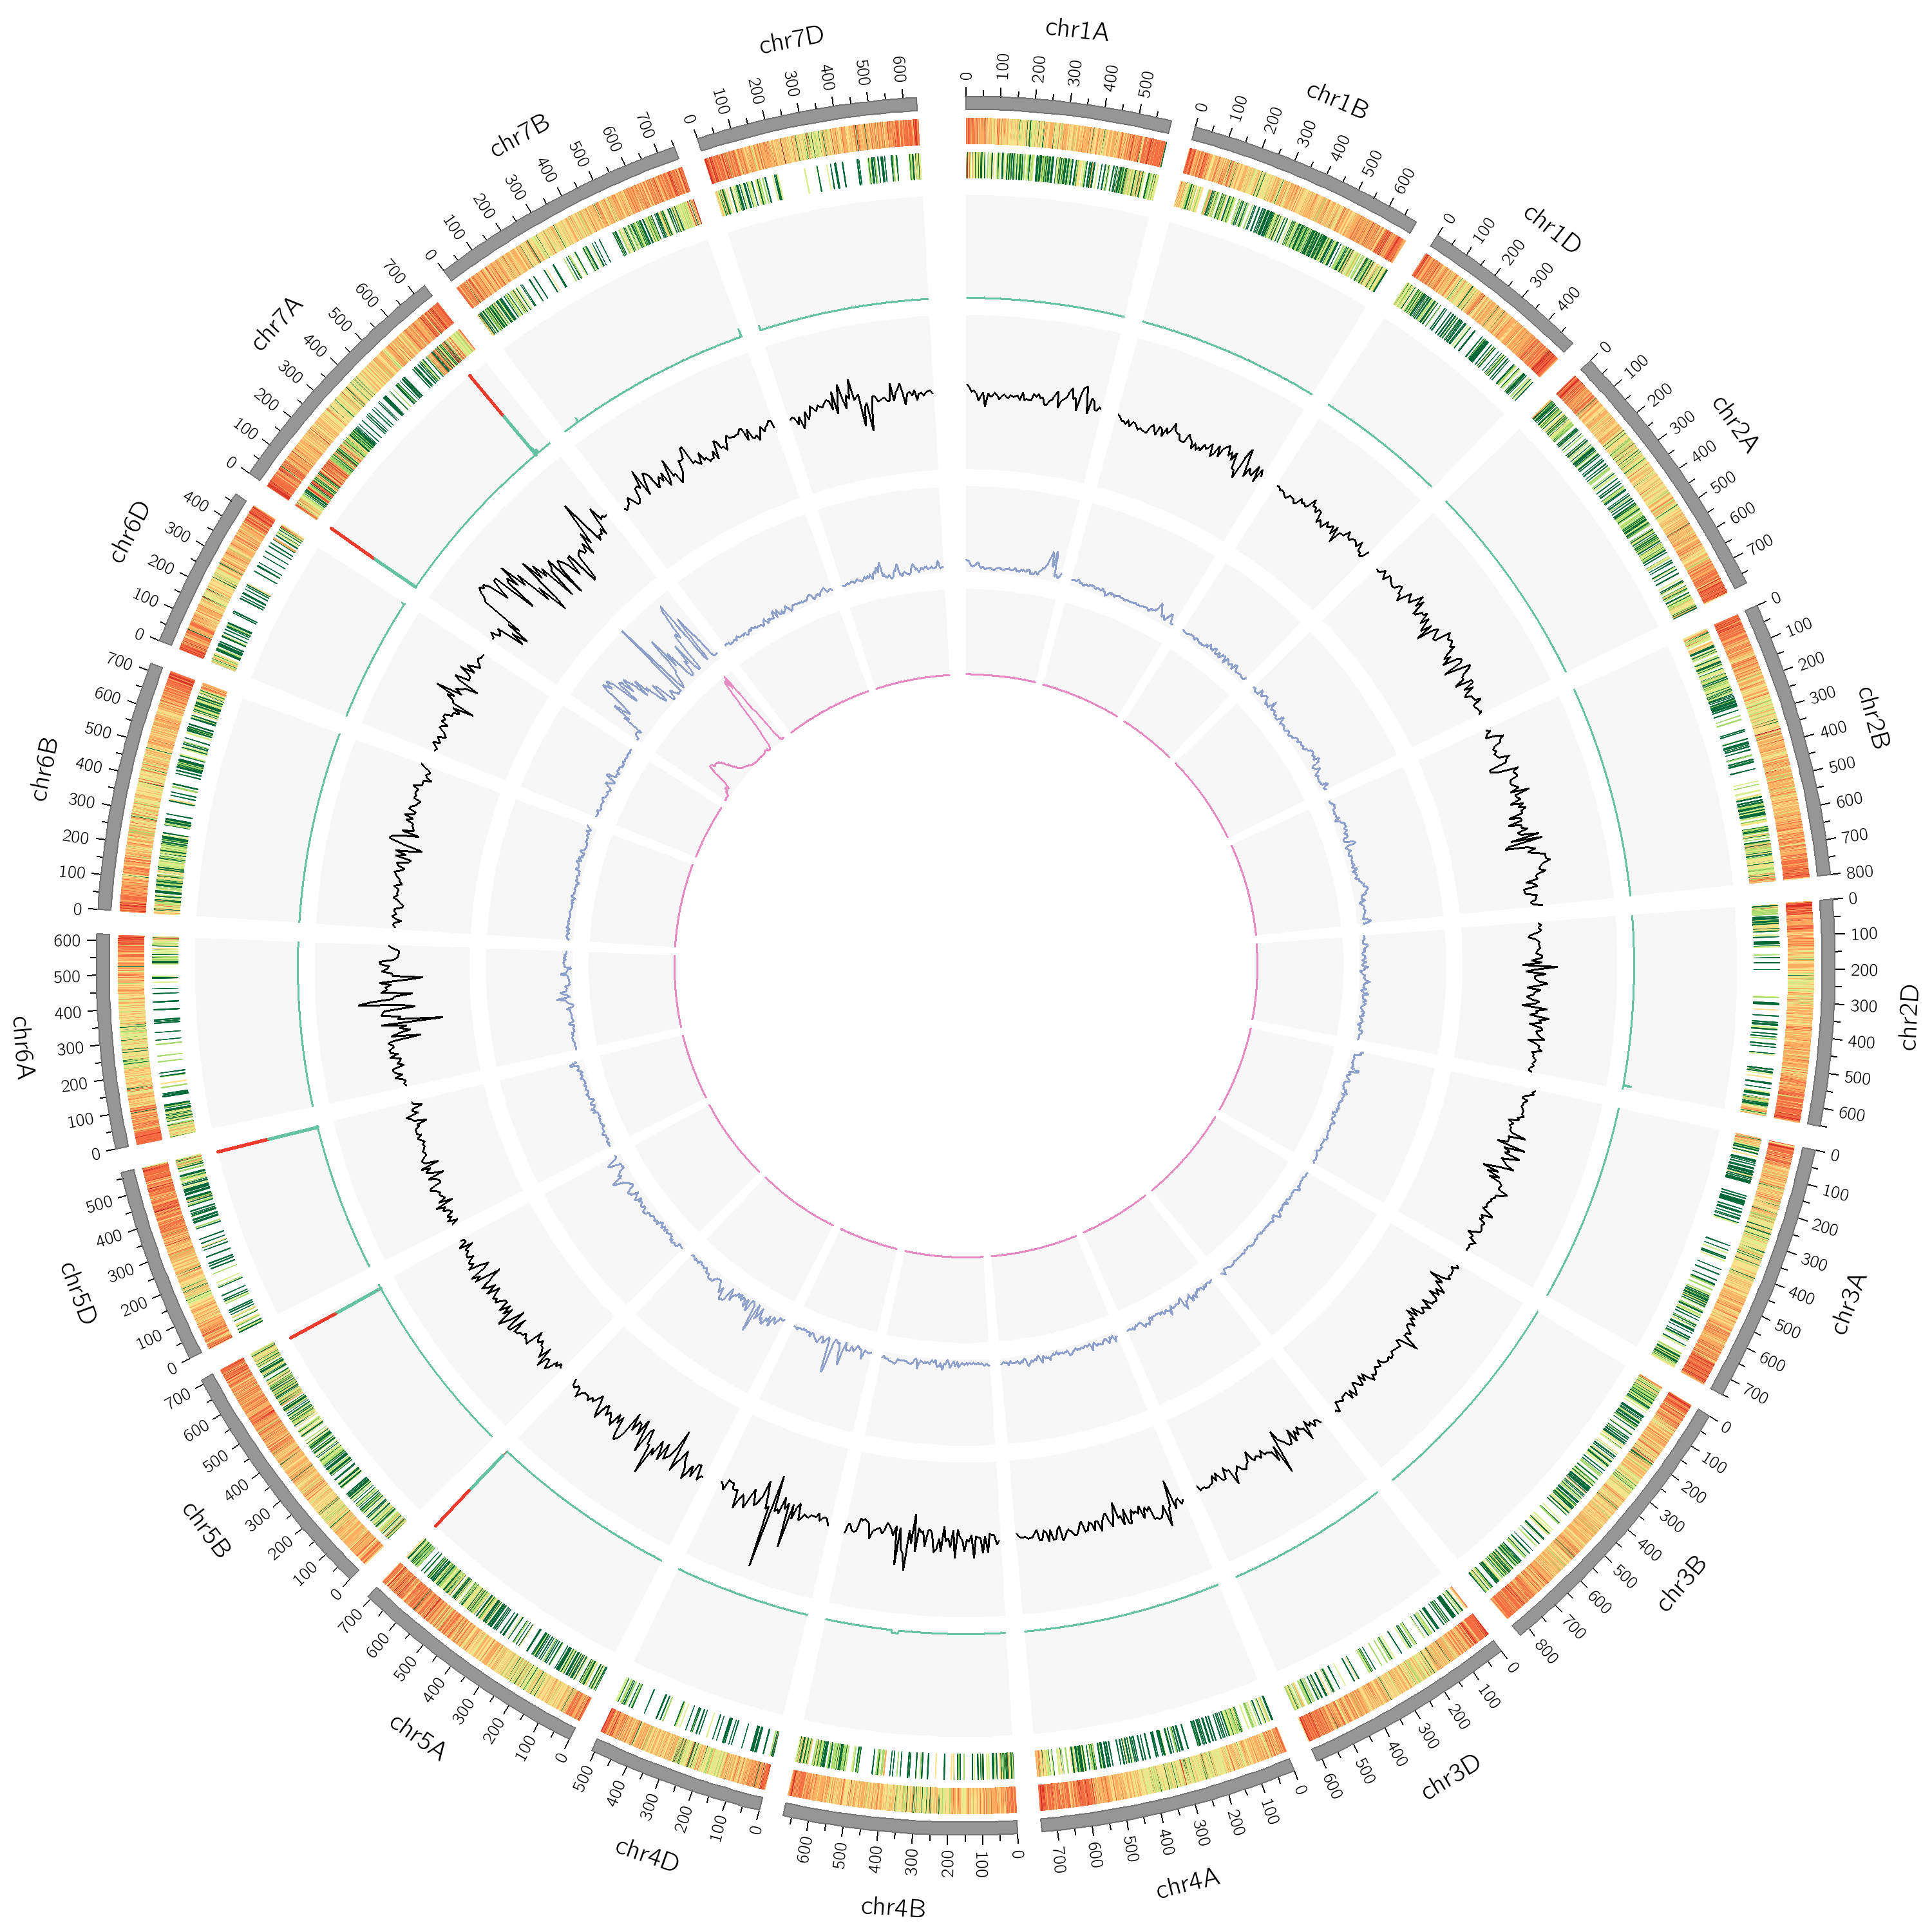 chr1A
0 100 200 300 400 500
chr1B
0 100 200 300 400 500 600
chr1D
0 100 200 300 400
chr2A
0 100 200 300 400 500 600 700
chr2B
0 100 200 300 400 500 600 700 800
chr2D
0 100 200 300 400 500 600
chr3A
0 100 200 300 400 500 600 700
chr3B
0 100 200 300 400 500 600 700 800
chr3D
0 100 200 300 400 500 600
chr4A
0 100 200 300 400 500 600 700
chr4B
0 100 200 300 400 500 600
chr4D
0 100 200 300 400 500
chr5A
0 100 200 300 400 500 600 700
chr5B
0 100 200 300 400 500 600 700
chr5D
0 100 200 300 400 500
chr6A
0 100 200 300 400 500 600
chr6B
0 100 200 300 400 500 600 700
chr6D
0 100 200 300 400
chr7A
0 100 200 300 400 500 600 700
chr7B
0 100 200 300 400 500 600 700
chr7D
0 100 200 300 400 500 600